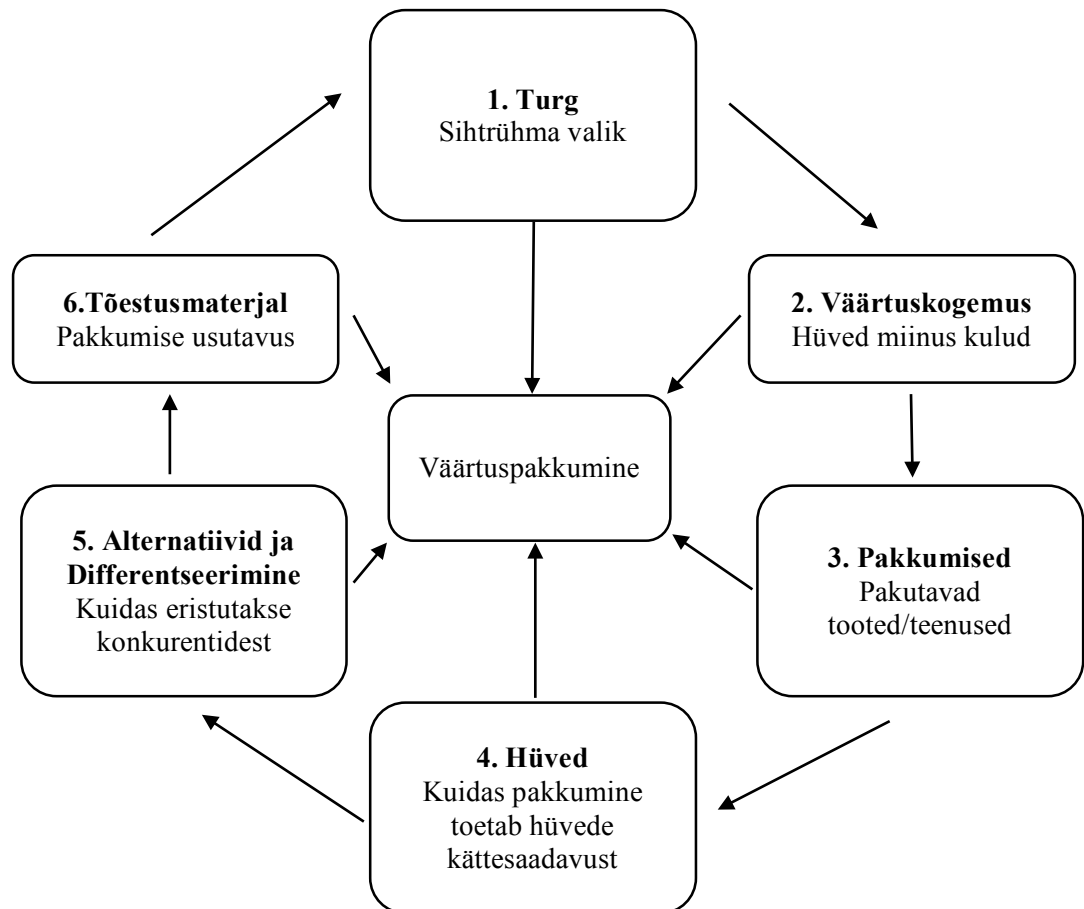 1. Turg
Sihtrühma valik
2. Väärtuskogemus
Hüved miinus kulud
3. Pakkumised
Pakutavad
tooted/teenused
4. Hüved
Kuidas pakkumine
toetab hüvede
kättesaadavust
5. Alternatiivid ja
Differentseerimine
Kuidas eristutakse
konkurentidest
6.Tõestusmaterjal
Pakkumise usutavus
Väärtuspakkumine